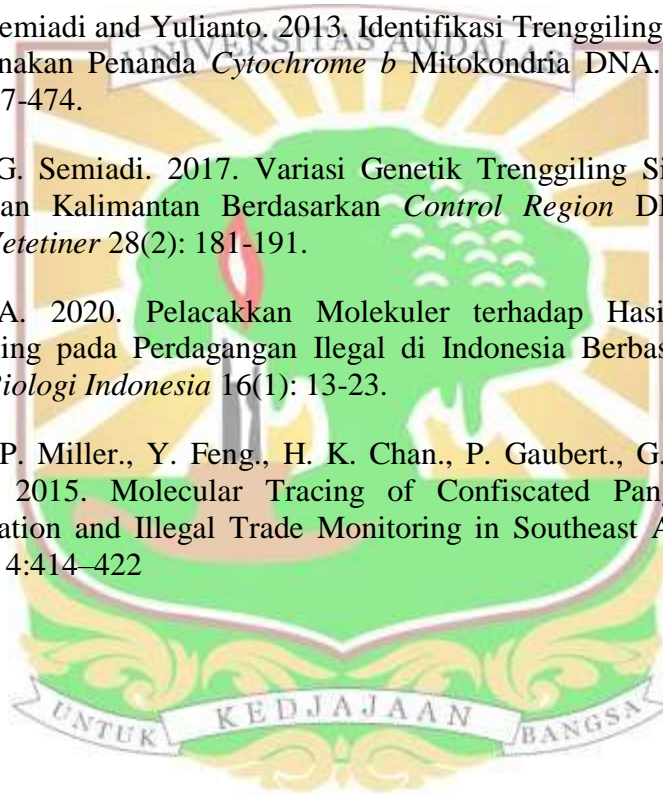 emiadi and Yulianto. 2013. Identifikasi Trenggiling
UNIVERSITAS ANDALAS
nakan Penanda Cytochrome b Mitokondria DNA.
7-474.
G. Semiadi. 2017. Variasi Genetik Trenggiling Si
an Kalimantan Berdasarkan Control Region D
Vetetiner 28(2): 181-191.
A. 2020. Pelacakkan Molekuler terhadap Hasi
ing pada Perdagangan Ilegal di Indonesia Berbas
Biologi Indonesia 16(1): 13-23.
P. Miller., Y. Feng., H. K. Chan., P. Gaubert., G.
2015. Molecular Tracing of Confiscated Pang
ation and Illegal Trade Monitoring in Southeast A
4:414–422
UNTUK KEDJAJAAN BANGSA